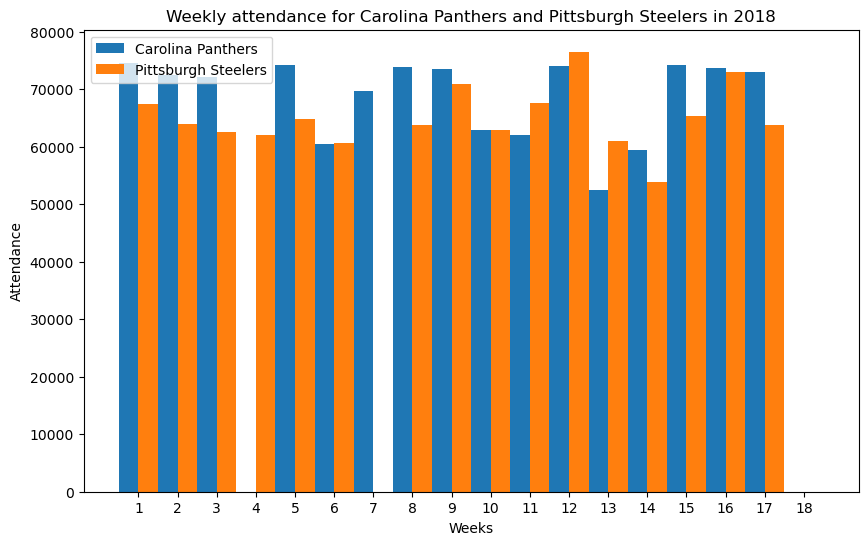 Weekly attendance for Carolina Panthers and Pittsburgh Steelers in 2018
Carolina Panthers
Pittsburgh Steelers
80000
70000
60000
50000
40000
30000
20000
10000
0
Attendance
1 2 3 4 5 6 7 8 9 10 11 12 13 14 15 16 17 18
Weeks